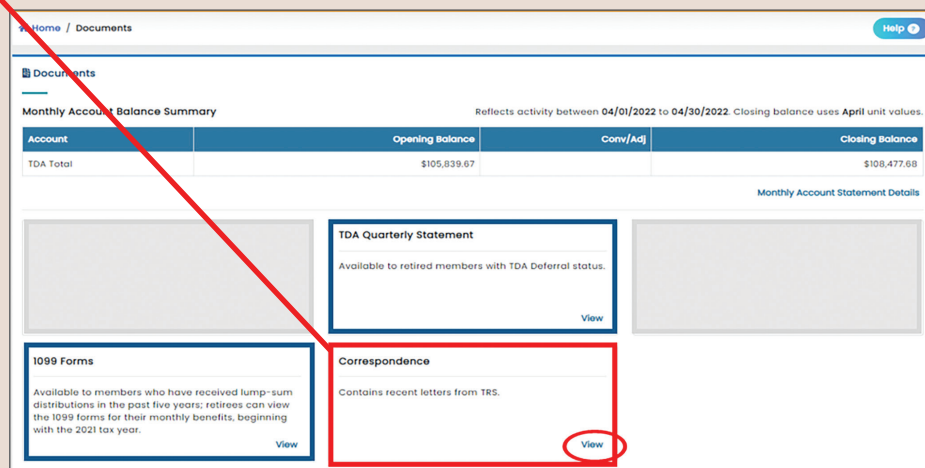 Home / Documents
Help ?
Documents
Monthly Account Balance Summary
Reflects activity between 04/01/2022 to 04/30/2022. Closing balance uses April unit values.
Account Opening Balance Conv/Adj Closing Balance
TDA Total $105,839.67 $108,477.68
Monthly Account Statement Details
TDA Quarterly Statement
Available to retired members with TDA Deferral status.
View
1099 Forms
Available to members who have received lump-sum
distributions in the past five years; retirees can view
the 1099 forms for their monthly benefits, beginning
with the 2021 tax year.
View
Correspondence
Contains recent letters from TRS.
View